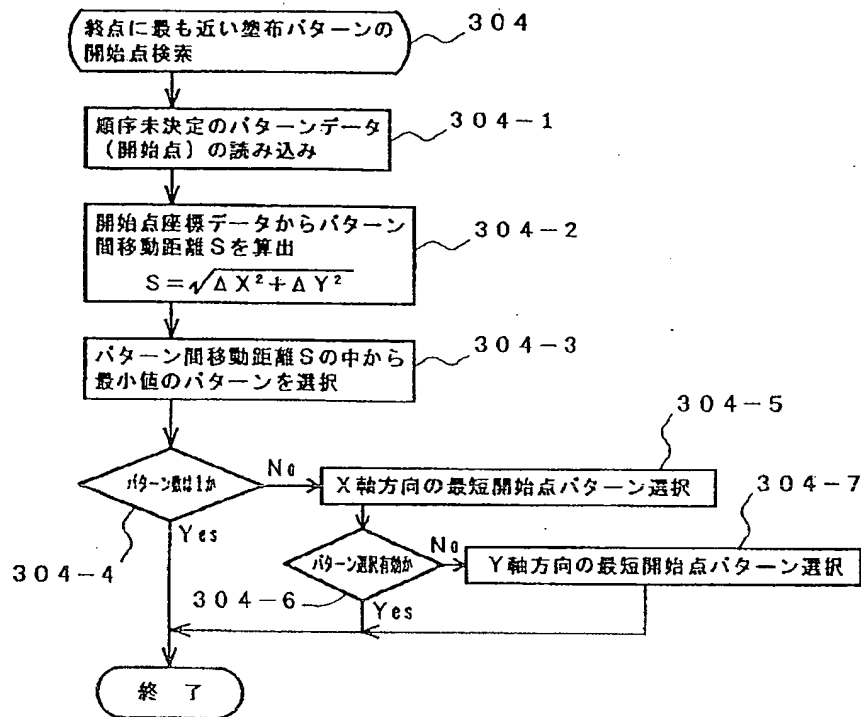 終点に最も近い塗布パターンの
開始点検索
304
順序未決定のパターンデータ
(開始点)の読み込み
304-1
開始点座標データからパターン
間移動距離Sを算出
S=√ΔX²+ΔY²
304-2
パターン間移動距離Sの中から
最小値のパターンを選択
304-3
パターン数は1か
No
Yes
304-4
X軸方向の最短開始点パターン選択
304-5
パターン選択有効か
No
Yes
304-6
Y軸方向の最短開始点パターン選択
304-7
終了